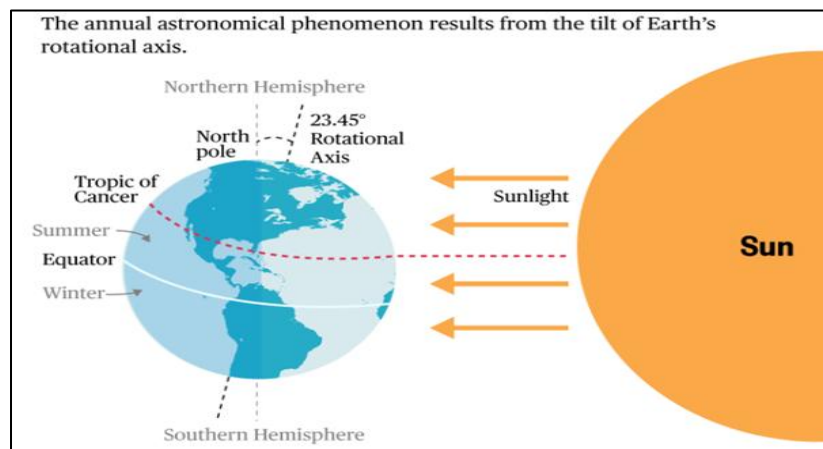 The annual astronomical phenomenon results from the tilt of Earth’s
rotational axis.
Northern Hemisphere
23.45°
Rotational
Axis
North
pole
Tropic of
Cancer
Summer
Equator
Winter
Sunlight
Sun
Southern Hemisphere